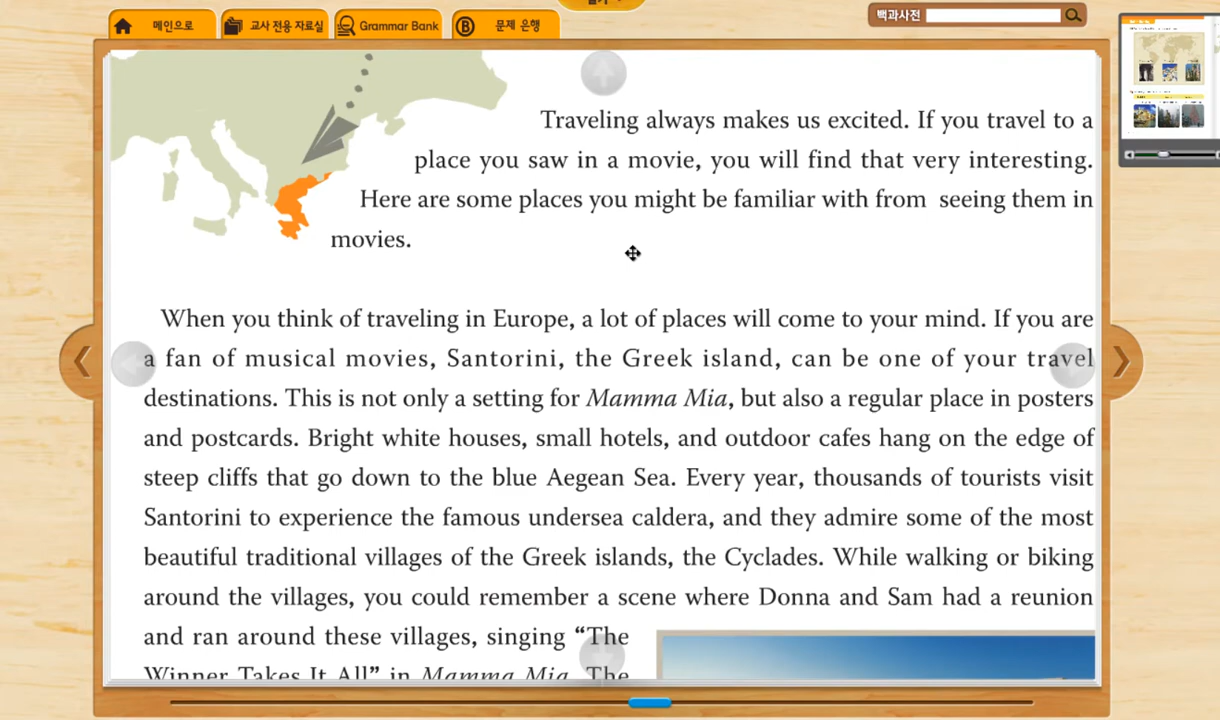 메인으로
교사 전용 자료실
Grammar Bank
B
문제 은행
백과사전
Traveling always makes us excited. If you travel to a
place you saw in a movie, you will find that very interesting.
Here are some places you might be familiar with from seeing them in
movies.
When you think of traveling in Europe, a lot of places will come to your mind. If you are
a fan of musical movies, Santorini, the Greek island, can be one of your travel
destinations. This is not only a setting for Mamma Mia, but also a regular place in posters
and postcards. Bright white houses, small hotels, and outdoor cafes hang on the edge of
steep cliffs that go down to the blue Aegean Sea. Every year, thousands of tourists visit
Santorini to experience the famous undersea caldera, and they admire some of the most
beautiful traditional villages of the Greek islands, the Cyclades. While walking or biking
around the villages, you could remember a scene where Donna and Sam had a reunion
and ran around these villages, singing “The
Winner Takes It All” in Mamma Mia. The